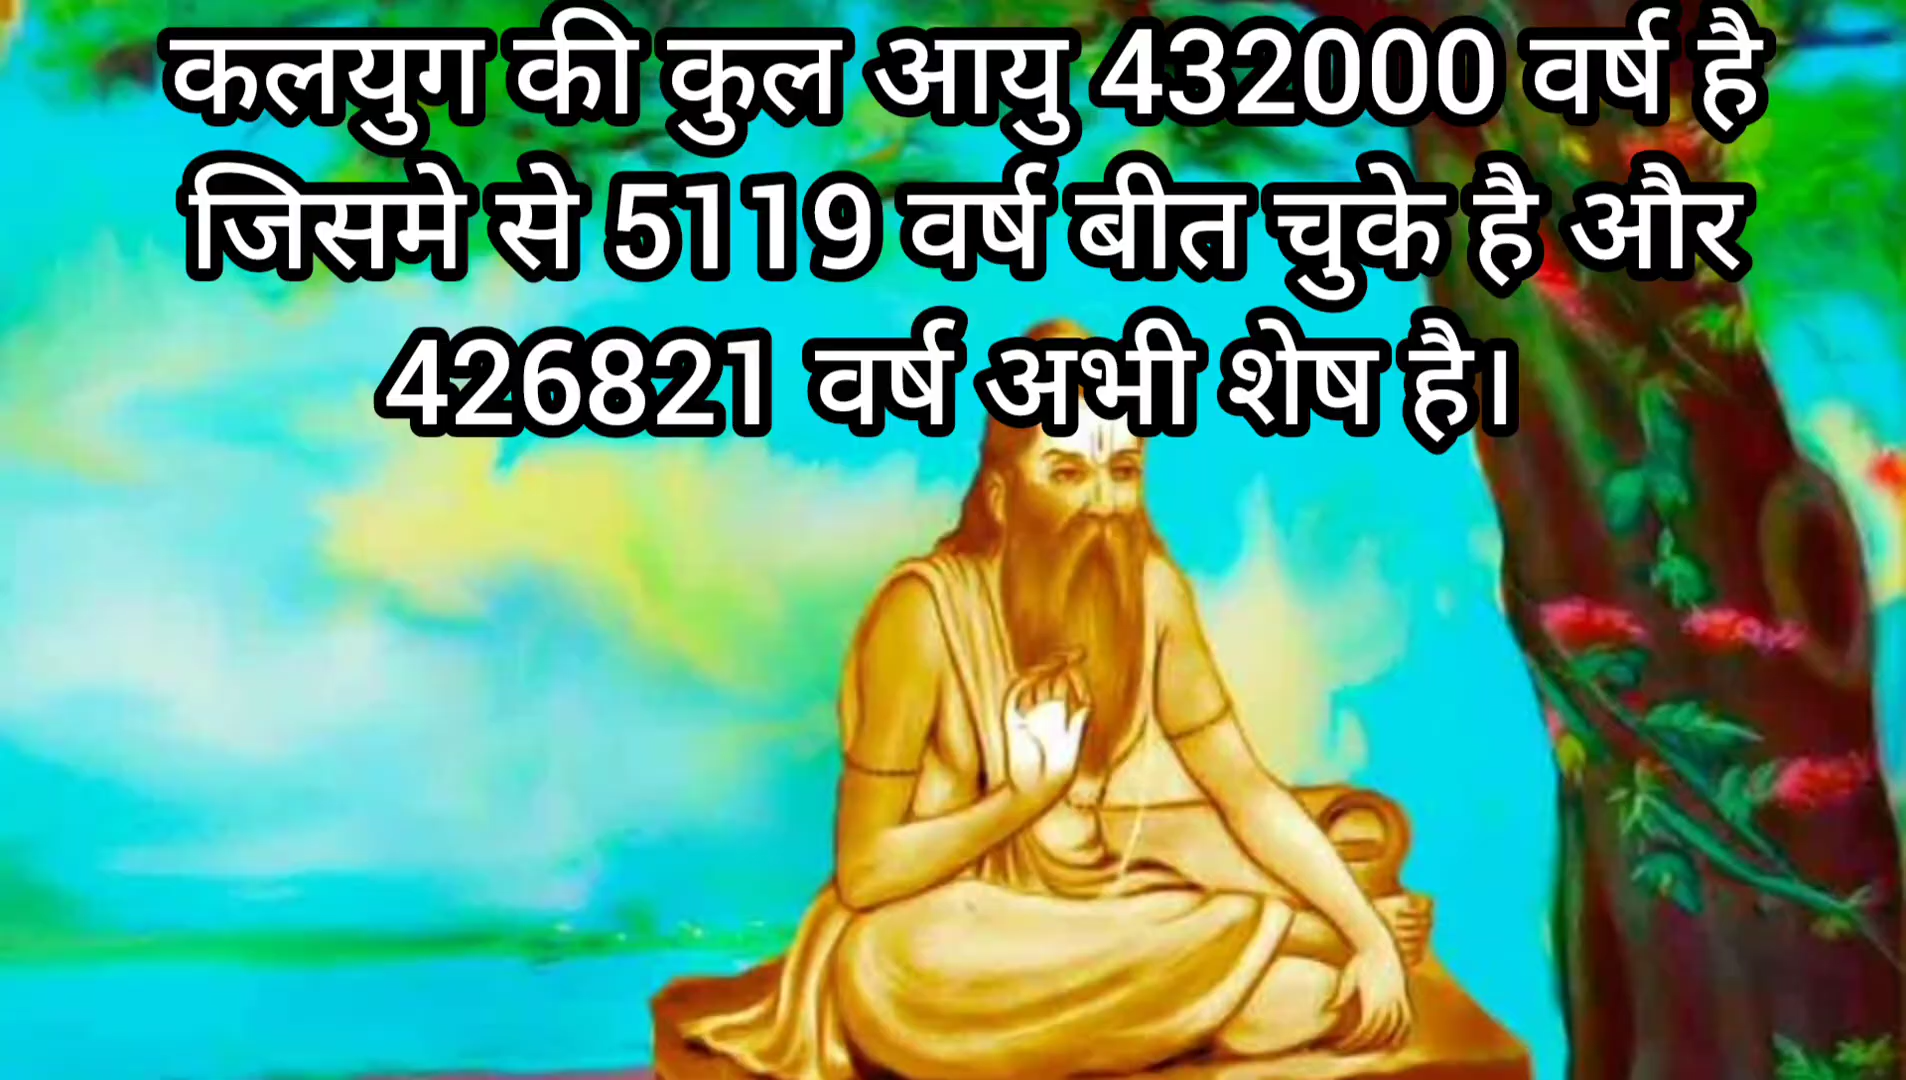 कलयुग की कुल आयु 432000 वर्ष है
जिसमे से 5119 वर्ष बीत चुके है और
426821 वर्ष अभी शेष है।